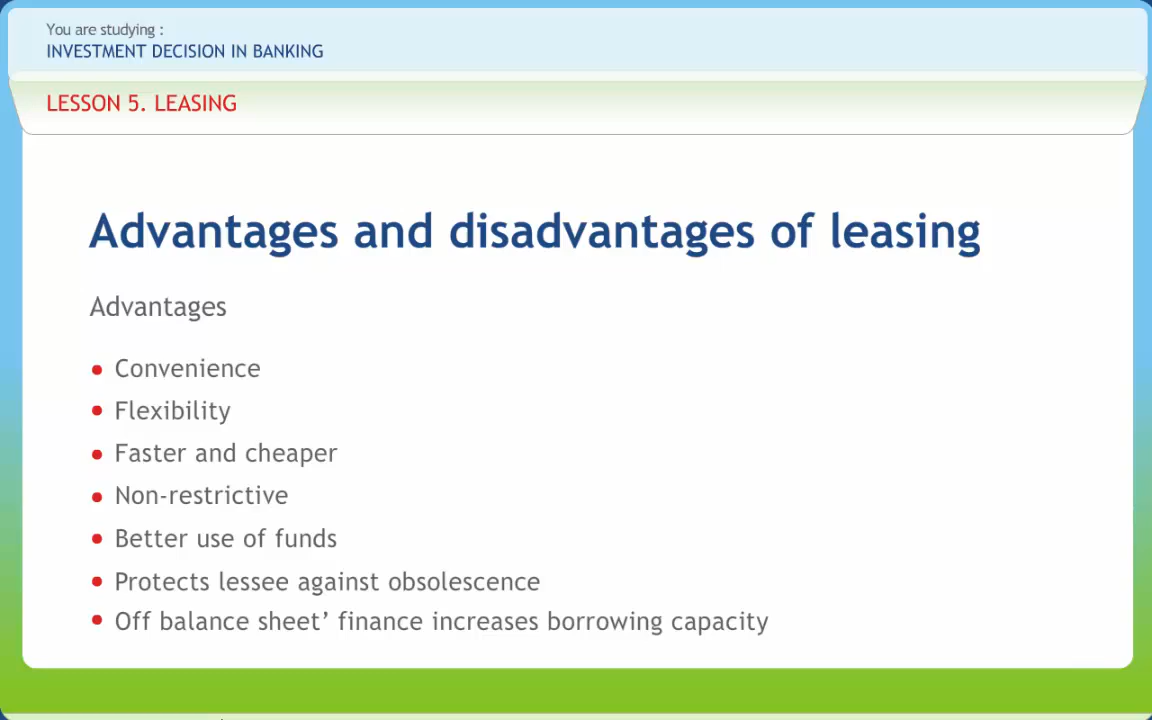 You are studying :
INVESTMENT DECISION IN BANKING
LESSON 5. LEASING
Advantages and disadvantages of leasing
Advantages
• Convenience
• Flexibility
• Faster and cheaper
• Non-restrictive
• Better use of funds
• Protects lessee against obsolescence
• Off balance sheet’ finance increases borrowing capacity